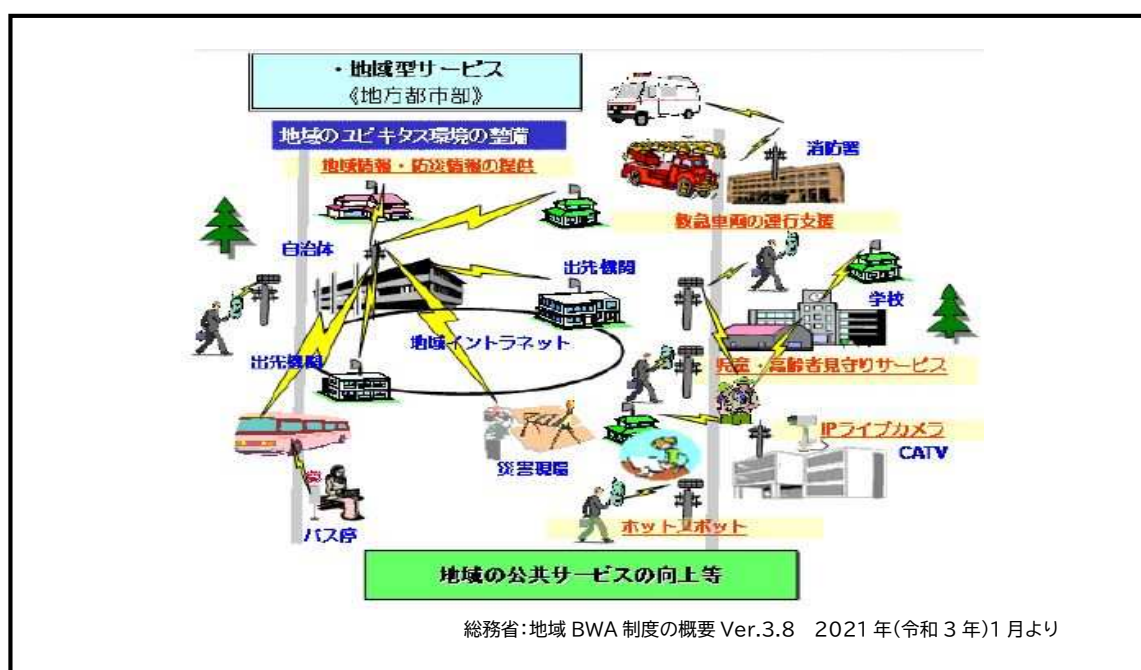 ・地域型サービス
《地方都市部》
地域のユビキタス環境の整備
地域情報・防災情報の提供
消防署
救急車両の運行支援
自治体
出先機関
学校
地域イントラネット
出先機関
児童・高齢者見守りサービス
IPライブカメラ
CATV
災害現場
ホットスポット
バス停
地域の公共サービスの向上等
総務省:地域 BWA 制度の概要 Ver.3.8 2021 年(令和 3 年)1 月より